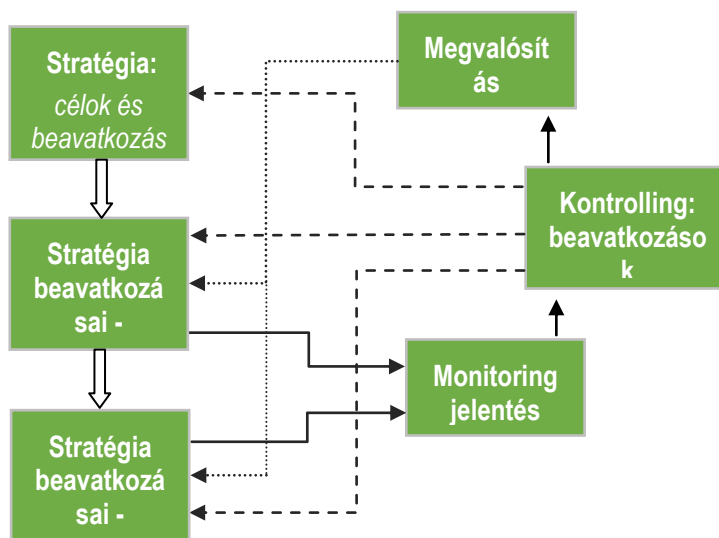 Stratégia:
célok és
beavatkozás
Megvalósít
ás
Kontrolling:
beavatkozáso
k
Stratégia
beavatkozá
sai -
Monitoring
jelentés
Stratégia
beavatkozá
sai -